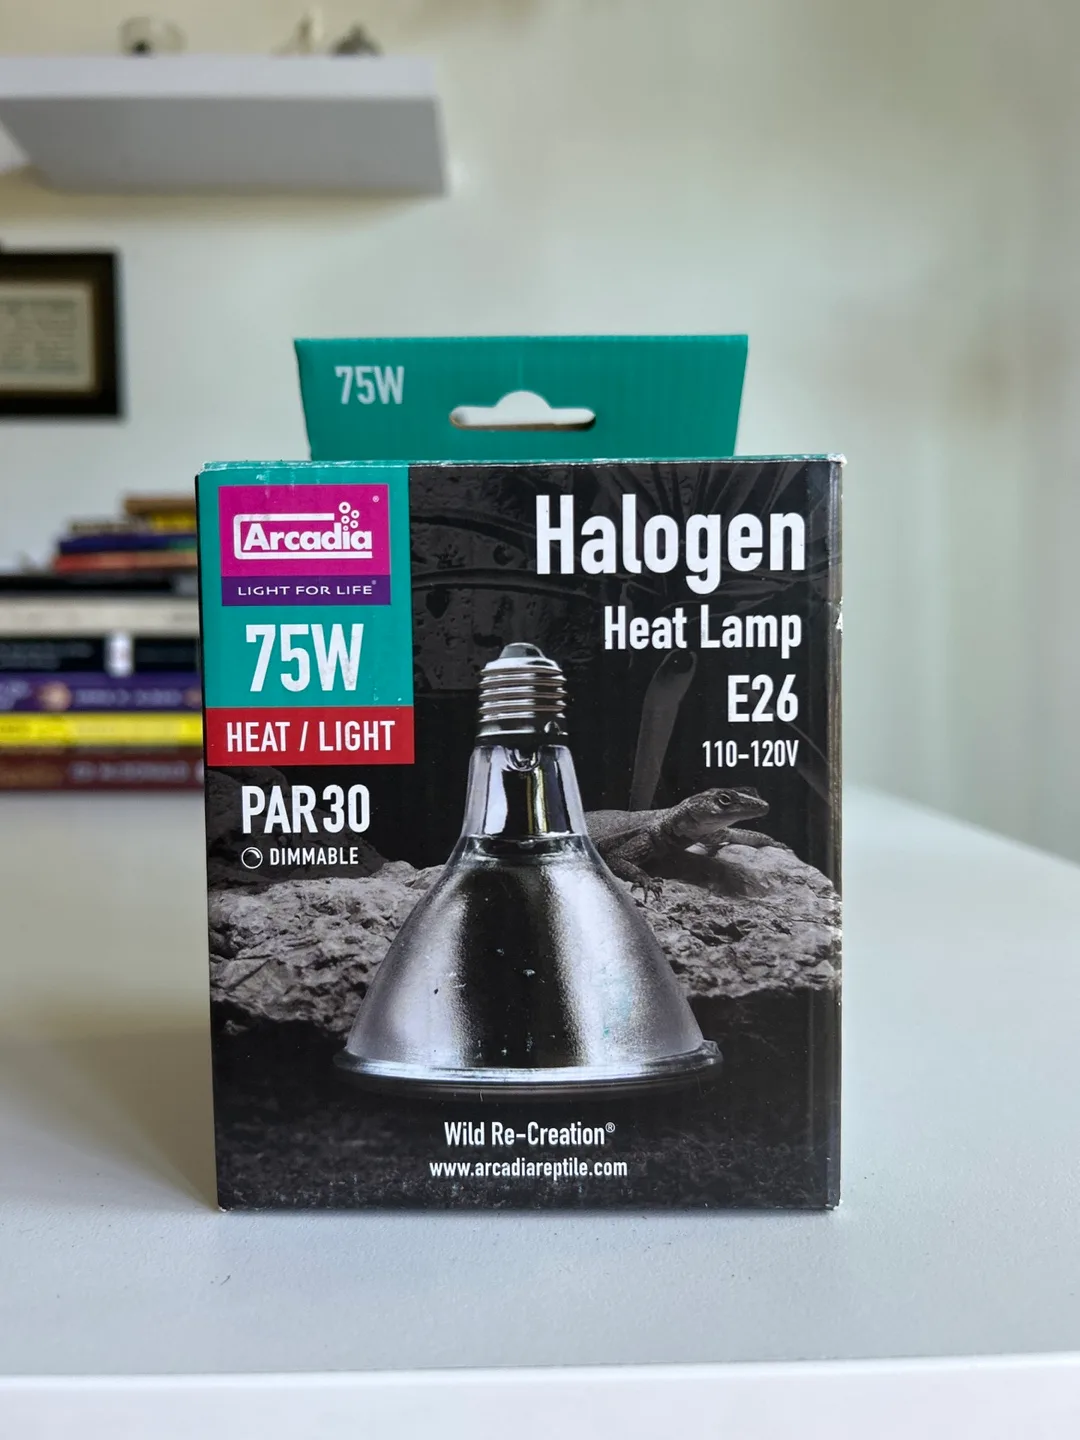 75W
Arcadia®
LIGHT FOR LIFE®
75W
HEAT / LIGHT
PAR30
DIMMABLE
Halogen
Heat Lamp
E26
110-120V
Wild Re-Creation®
www.arcadiareptile.com